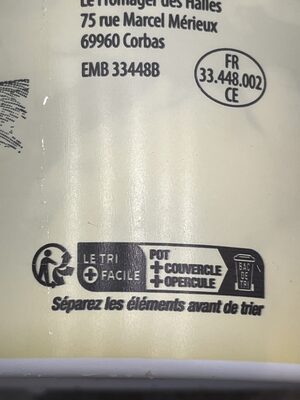 Le Fromager des Halles
75 rue Marcel Mérieux
69960 Corbas
EMB 33448B
FR
33.448.002
CE
LE TRI
+ FACILE
POT
+ COUVERCLE
+ OPERCULE
BAC
DE
TRI
Séparez les éléments avant de trier